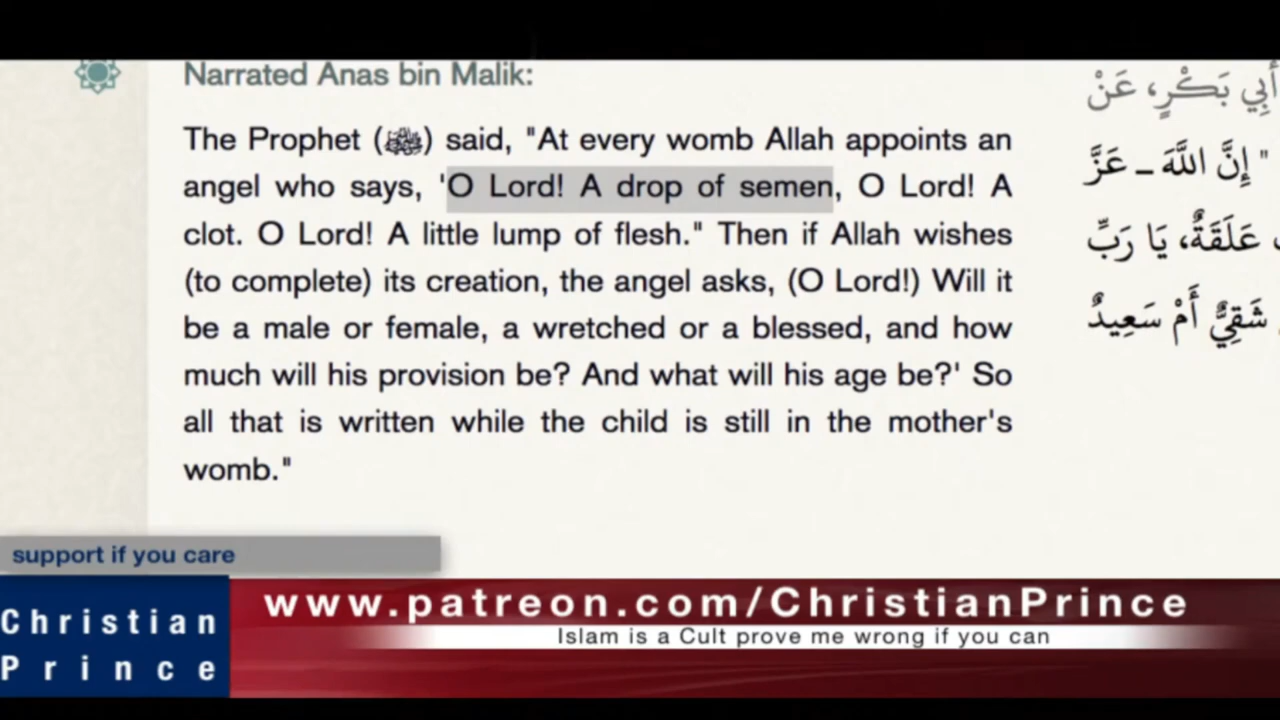 Narrated Anas bin Malik:
The Prophet (ﷺ) said, "At every womb Allah appoints an
angel who says, 'O Lord! A drop of semen, O Lord! A
clot. O Lord! A little lump of flesh." Then if Allah wishes
(to complete) its creation, the angel asks, (O Lord!) Will it
be a male or female, a wretched or a blessed, and how
much will his provision be? And what will his age be?' So
all that is written while the child is still in the mother's
womb."
أَبِي بَكْرٍ، عَنْ
" إِنَّ اللَّهَ ـ عَزَّ
عَلَقَةٌ، يَا رَبِّ
شَقِيٌّ أَمْ سَعِيدٌ
support if you care
Christian
Prince
www.patreon.com/ChristianPrince
Islam is a Cult prove me wrong if you can